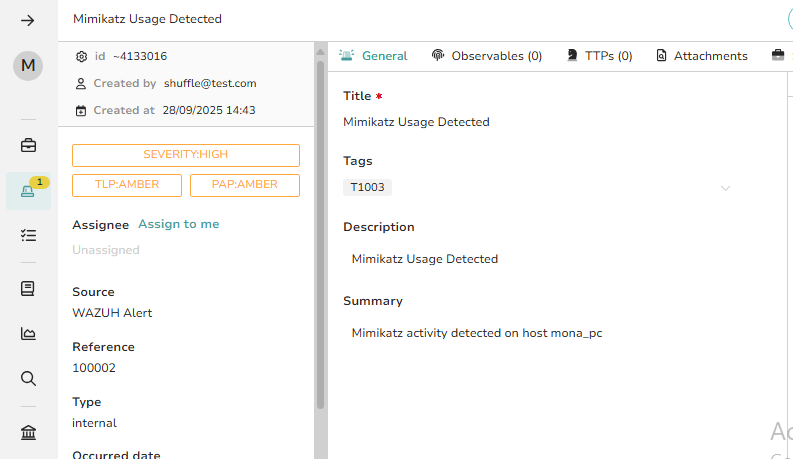 Mimikatz Usage Detected
M
id ~4133016
Created by shuffle@test.com
Created at 28/09/2025 14:43
SEVERITY:HIGH
TLP:AMBER PAP:AMBER
1
Assignee Assign to me
Unassigned
Source
WAZUH Alert
Reference
100002
Type
internal
Occurred date
General Observables (0) TTPs (0) Attachments
Title *
Mimikatz Usage Detected
Tags
T1003
Description
Mimikatz Usage Detected
Summary
Mimikatz activity detected on host mona_pc